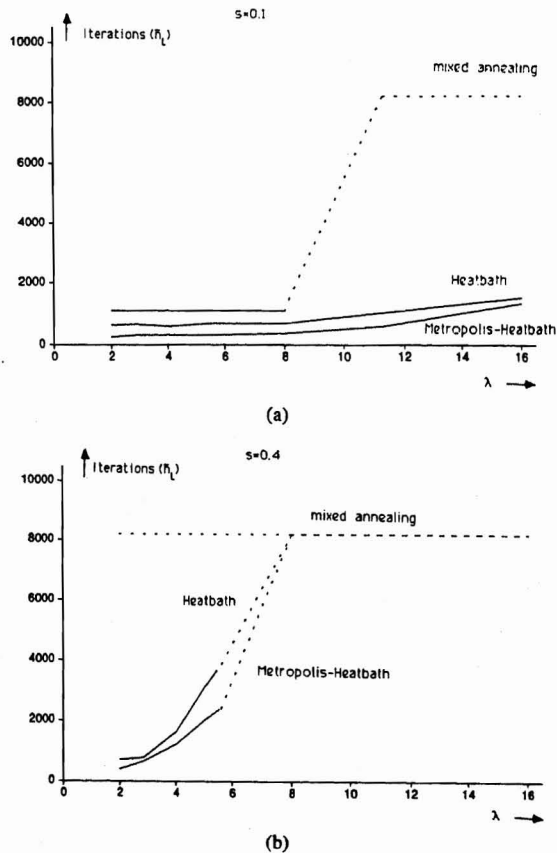 s=0.1
Iterations (n̄_l)
10000
mixed annealing
8000
6000
4000
2000
Heatbath
Metropolis-Heatbath
0
0 2 4 6 8 10 12 14 16
λ
(a)
s=0.4
Iterations (n̄_l)
10000
mixed annealing
8000
Heatbath
6000
4000
Metropolis-Heatbath
2000
0
0 2 4 6 8 10 12 14 16
λ
(b)